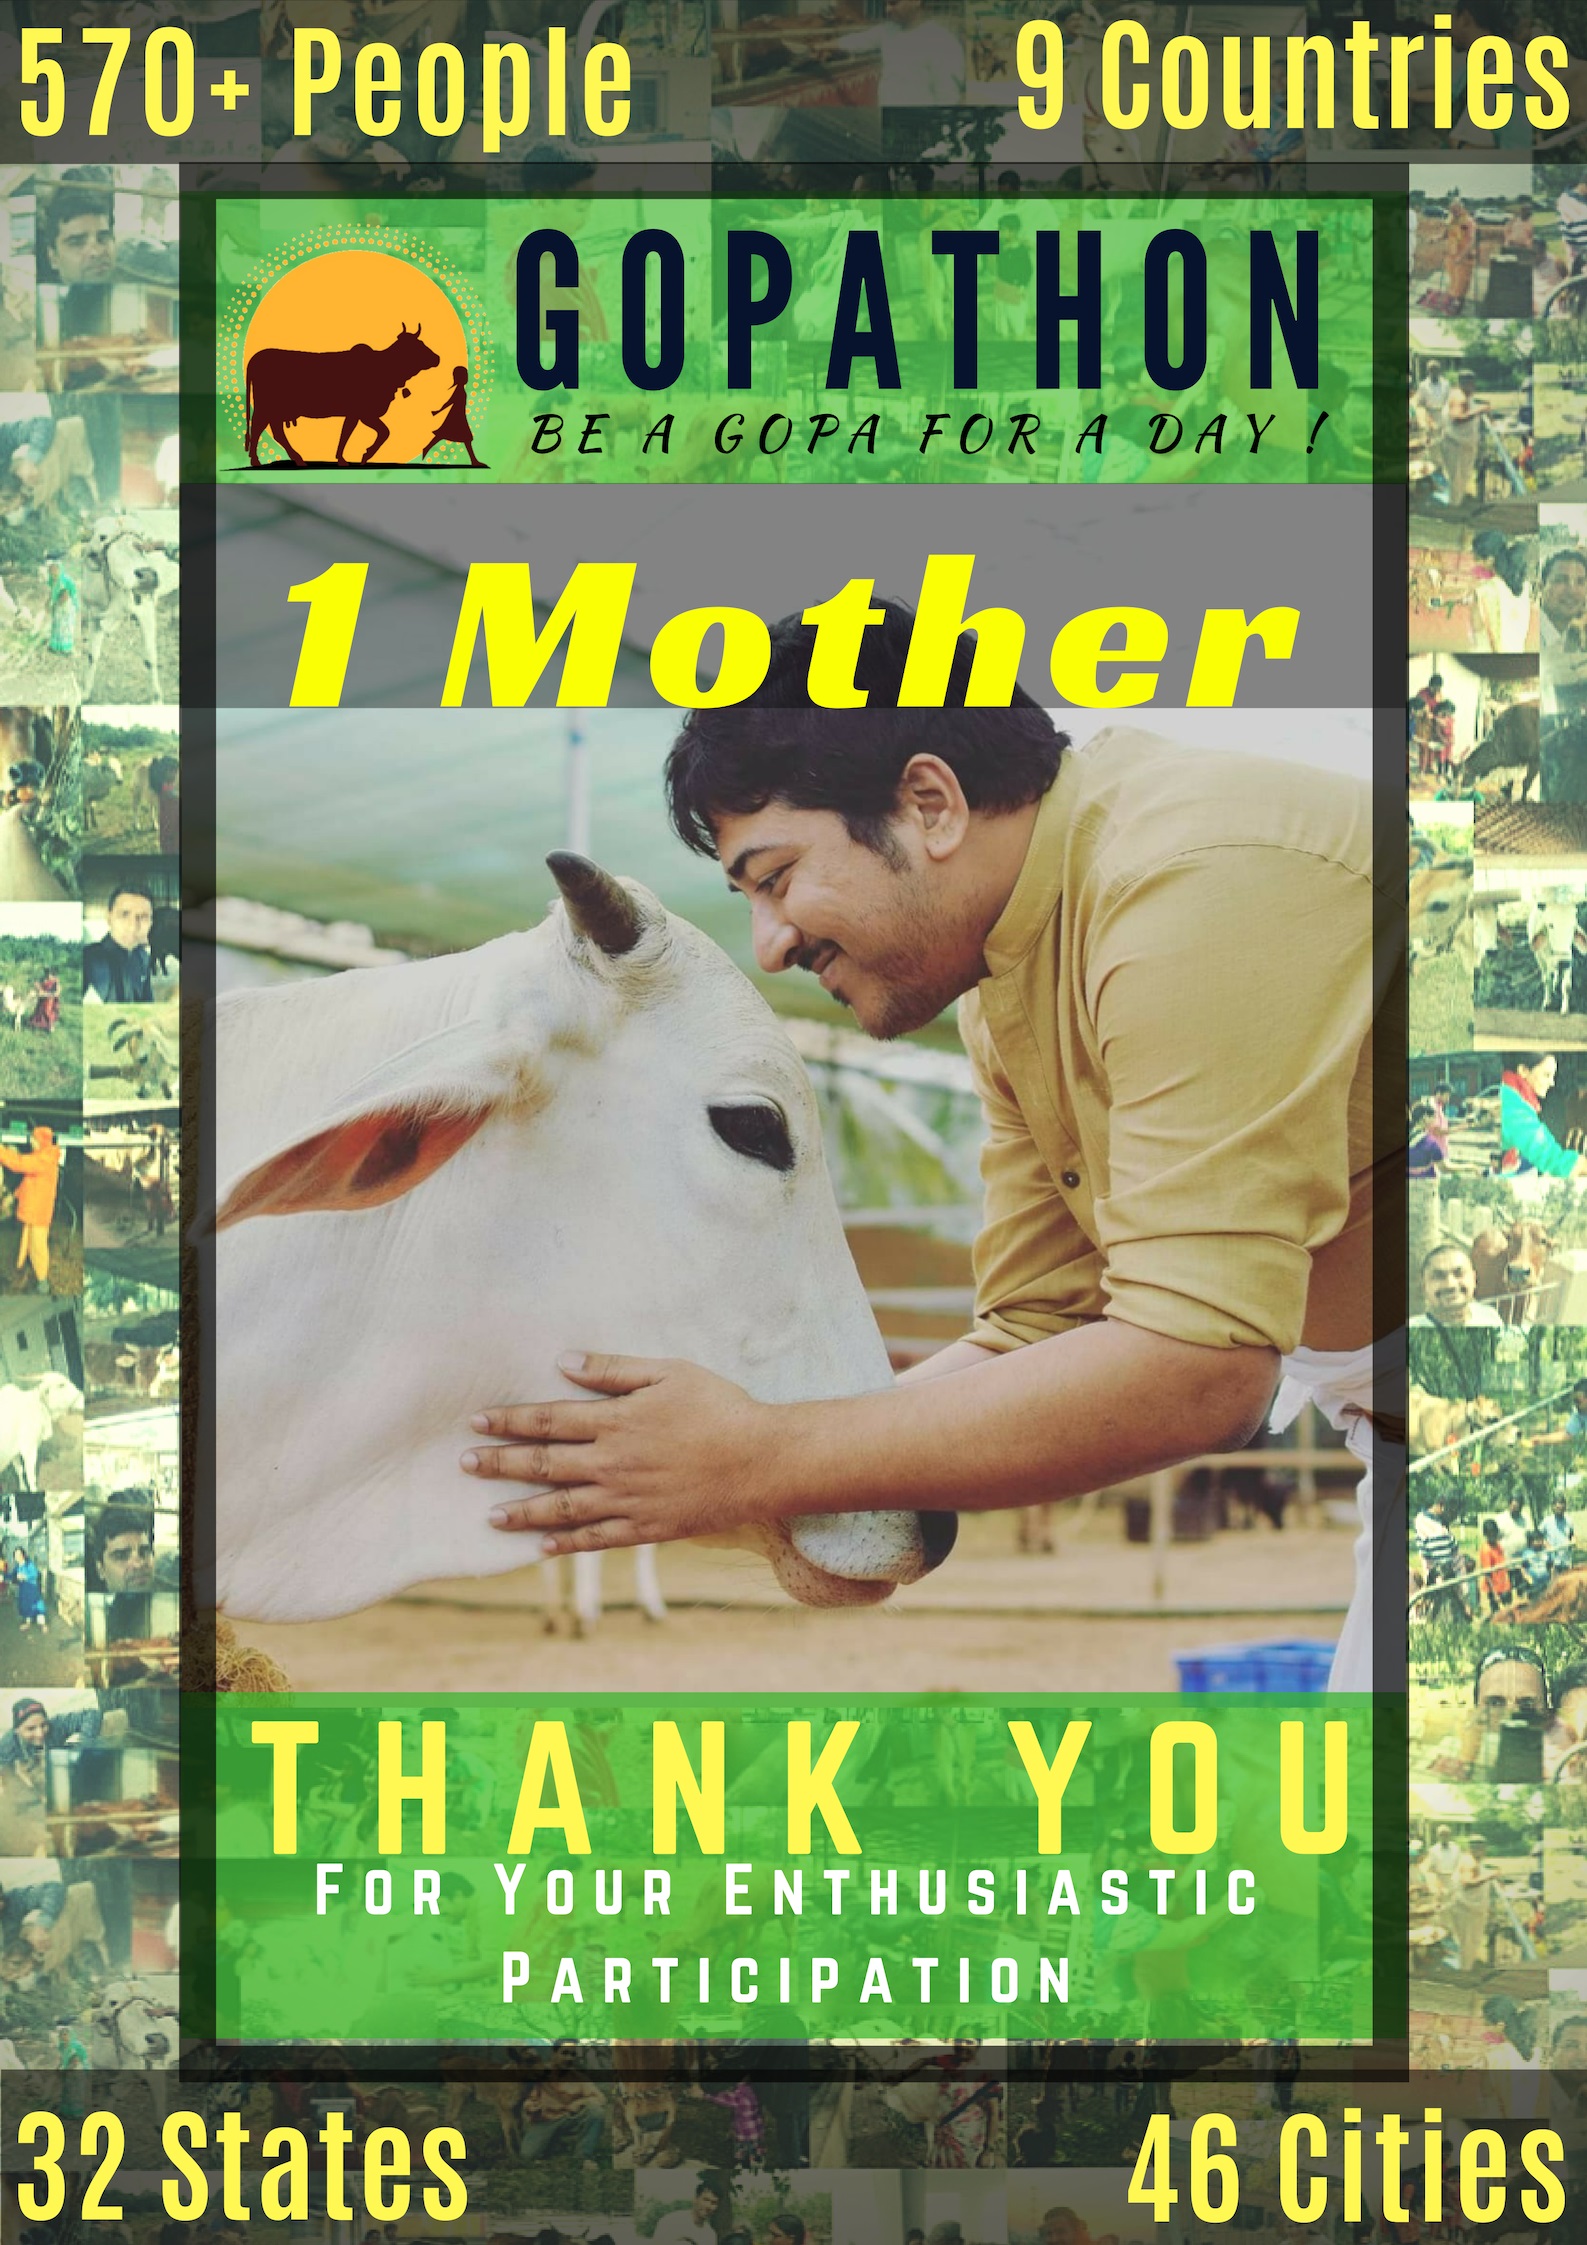 570+ People
9 Countries
GOPATHON
BE A GOPA FOR A DAY !
1 Mother
THANK YOU
For Your Enthusiastic
Participation
32 States
46 Cities